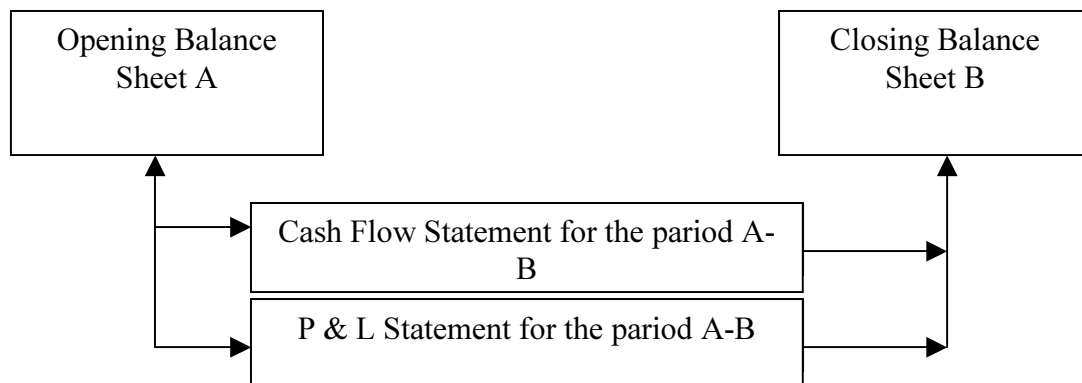 Opening Balance
Sheet A
Closing Balance
Sheet B
Cash Flow Statement for the pariod A-
B
P & L Statement for the pariod A-B